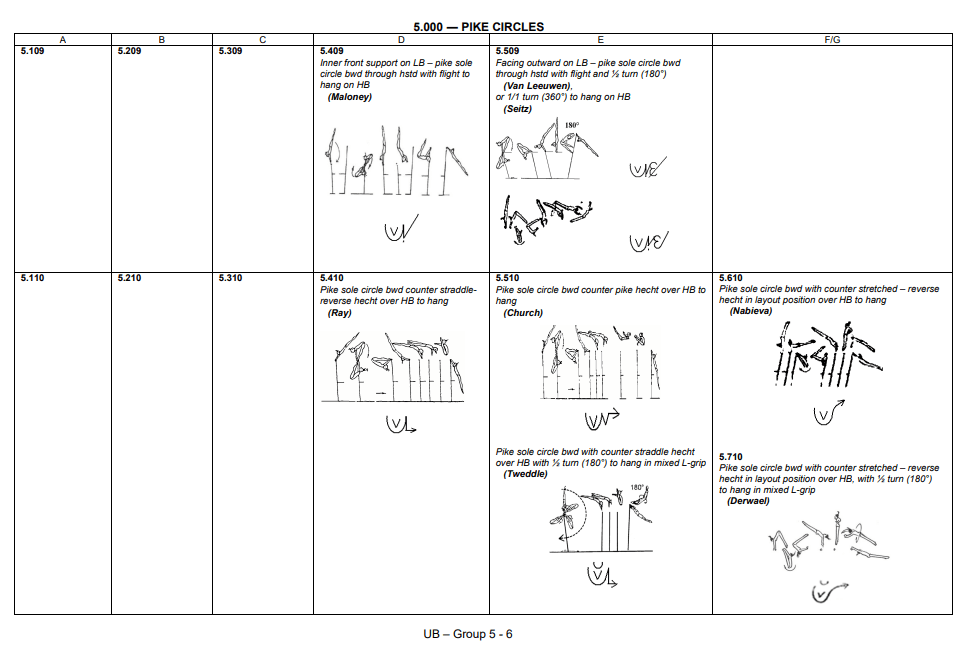 5.000 — PIKE CIRCLES
A B C D E F/G
5.109 5.209 5.309 5.409 5.509
Inner front support on LB – pike sole
circle bwd through hstd with flight to
hang on HB
(Maloney)
Facing outward on LB – pike sole circle bwd
through hstd with flight and ½ turn (180°)
(Van Leeuwen),
or 1/1 turn (360°) to hang on HB
(Seitz)
180°
5.110 5.210 5.310 5.410 5.510 5.610
Pike sole circle bwd counter straddle-
reverse hecht over HB to hang
(Ray)
Pike sole circle bwd counter pike hecht over HB to
hang
(Church)
Pike sole circle bwd with counter straddle hecht
over HB with ½ turn (180°) to hang in mixed L-grip
(Tweddle)
180°
Pike sole circle bwd with counter stretched – reverse
hecht in layout position over HB to hang
(Nabieva)
5.710
Pike sole circle bwd with counter stretched – reverse
hecht in layout position over HB, with ½ turn (180°)
to hang in mixed L-grip
(Derwael)
UB – Group 5 - 6